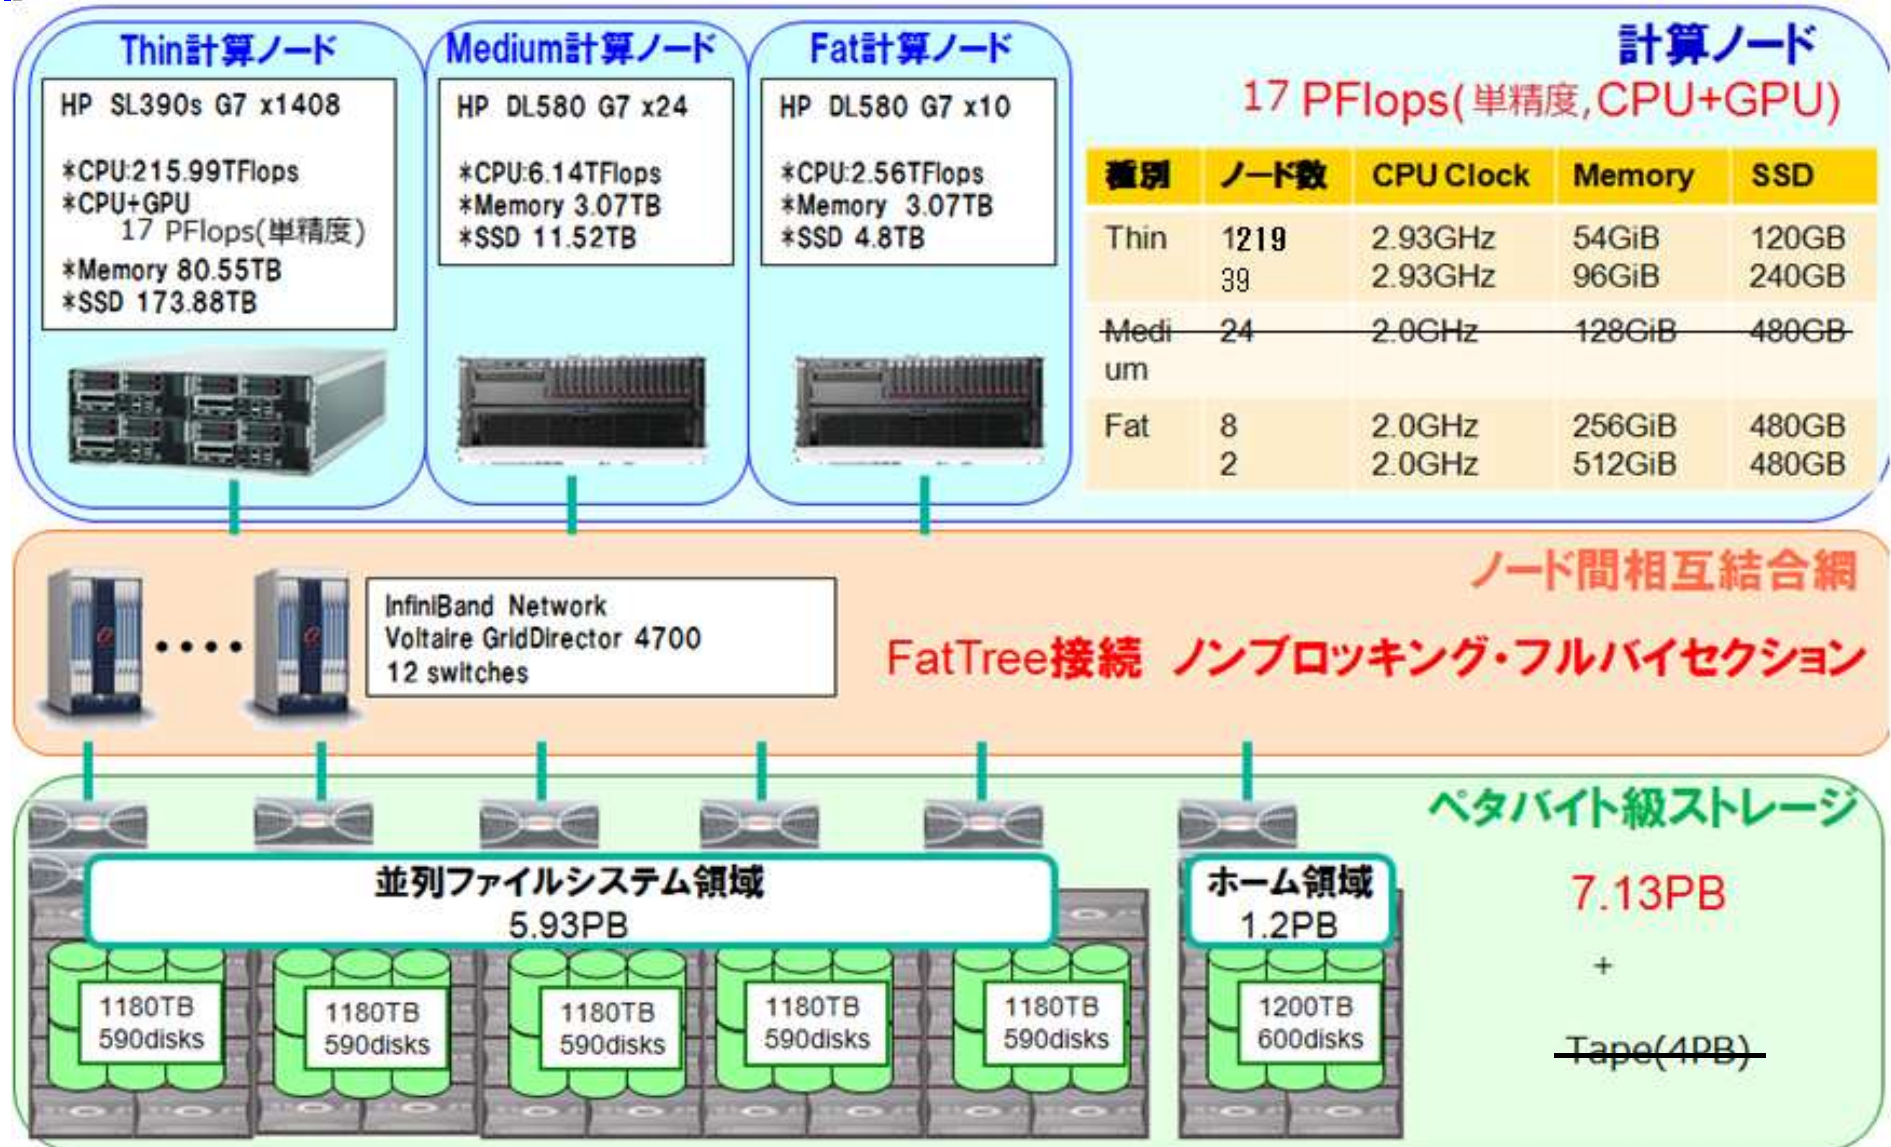 Thin計算ノード
HP SL390s G7 x1408
*CPU:215.99TFlops
*CPU+GPU
17 PFlops(単精度)
*Memory 80.55TB
*SSD 173.88TB
Medium計算ノード
HP DL580 G7 x24
*CPU:6.14TFlops
*Memory 3.07TB
*SSD 11.52TB
Fat計算ノード
HP DL580 G7 x10
*CPU:2.56TFlops
*Memory 3.07TB
*SSD 4.8TB
計算ノード
17 PFlops(単精度,CPU+GPU)
種別 ノード数 CPU Clock Memory SSD
Thin 1219 2.93GHz 54GiB 120GB
39 2.93GHz 96GiB 240GB
Medi 24 2.0GHz 128GiB 480GB
um
Fat 8 2.0GHz 256GiB 480GB
2 2.0GHz 512GiB 480GB
ノード間相互結合網
InfiniBand Network
Voltaire GridDirector 4700
12 switches
FatTree接続 ノンブロッキング・フルバイセクション
ペタバイト級ストレージ
並列ファイルシステム領域
5.93PB
ホーム領域
1.2PB
7.13PB
+
Tape(4PB)
1180TB
590disks
1180TB
590disks
1180TB
590disks
1180TB
590disks
1180TB
590disks
1200TB
600disks